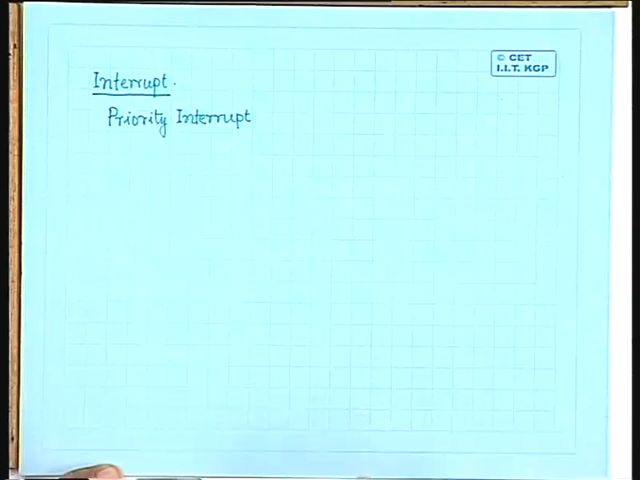 Interrupt.
Priority Interrupt
© CET
I.I.T. KGP